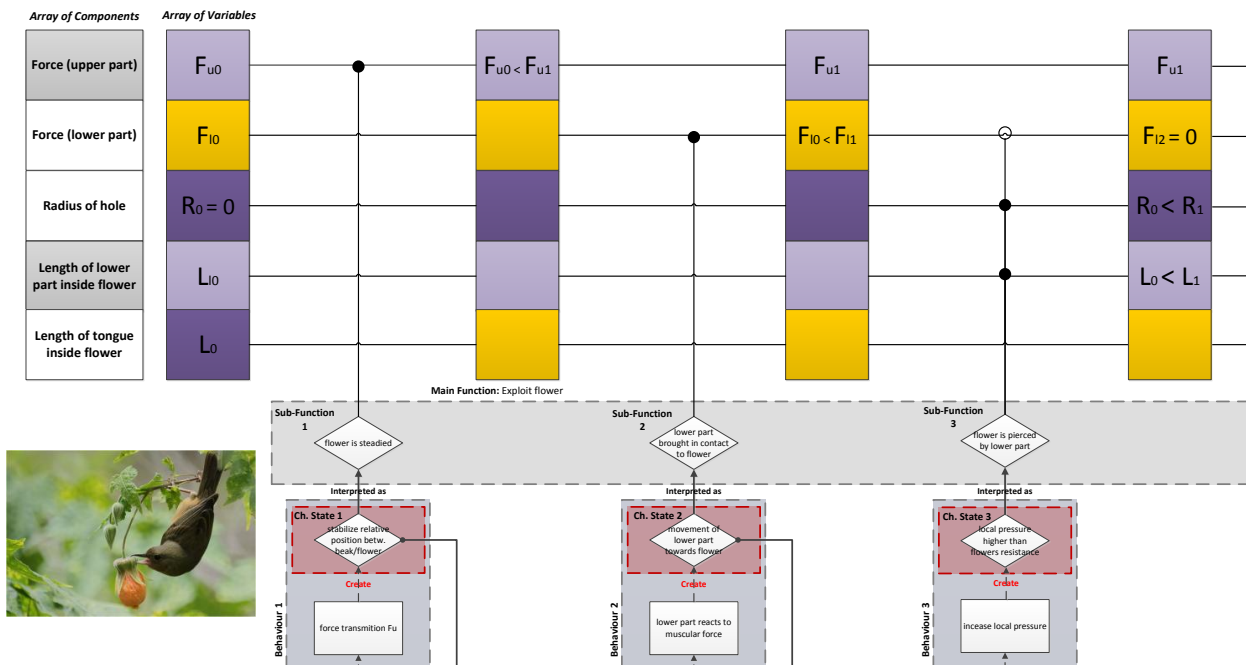 Array of Components
Array of Variables
Force (upper part)
Fu0
Fu0 < Fu1
Fu1
Fu1
Force (lower part)
Fl0
Fl0 < Fl1
Fl2 = 0
Radius of hole
R0 = 0
R0 < R1
Length of lower
part inside flower
Ll0
L0 < L1
Length of tongue
inside flower
L0
Main Function: Exploit flower
Sub-Function
1
flower is steadied
Sub-Function
2
lower part
brought in contact
to flower
Sub-Function
3
flower is pierced
by lower part
Interpreted as
Interpreted as
Interpreted as
Ch. State 1
stabilize relative
position betw.
beak/flower
Ch. State 2
movement of
lower part
towards flower
Ch. State 3
local pressure
higher than
flowers resistance
Create
Create
Create
Behaviour 1
force transmition Fu
Behaviour 2
lower part reacts to
muscular force
Behaviour 3
incease local pressure